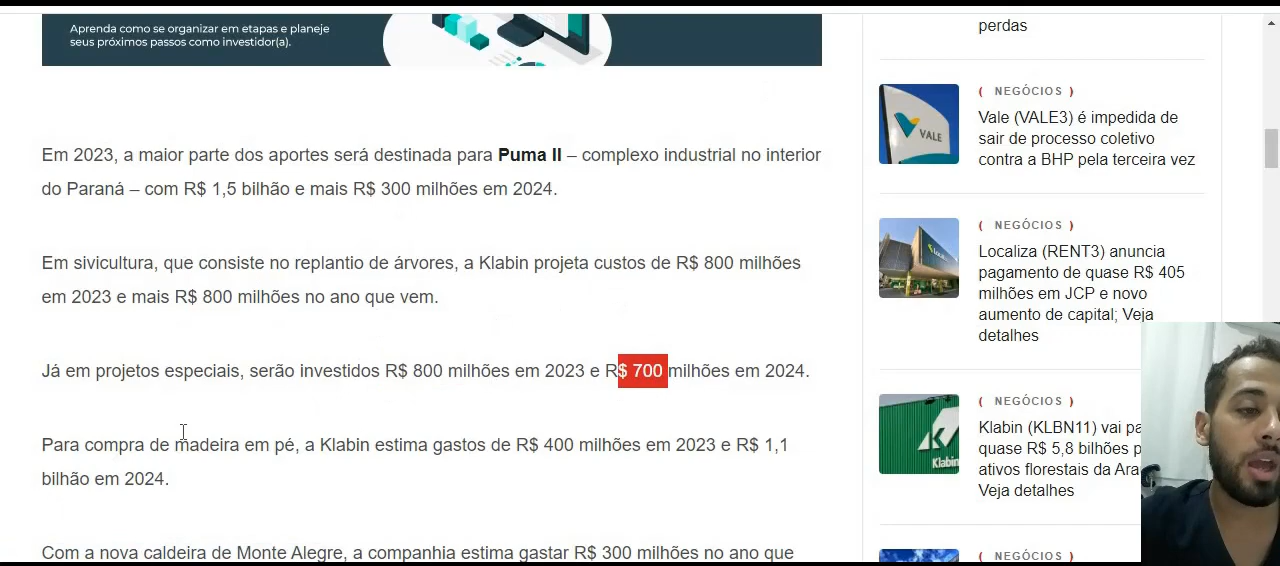 Aprenda como se organizar em etapas e planeje
seus próximos passos como investidor(a).
Em 2023, a maior parte dos aportes será destinada para Puma II – complexo industrial no interior
do Paraná – com R$ 1,5 bilhão e mais R$ 300 milhões em 2024.
Em sivicultura, que consiste no replantio de árvores, a Klabin projeta custos de R$ 800 milhões
em 2023 e mais R$ 800 milhões no ano que vem.
Já em projetos especiais, serão investidos R$ 800 milhões em 2023 e R$ 700 milhões em 2024.
Para compra de madeira em pé, a Klabin estima gastos de R$ 400 milhões em 2023 e R$ 1,1
bilhão em 2024.
Com a nova caldeira de Monte Alegre, a companhia estima gastar R$ 300 milhões no ano que
perdas
( NEGÓCIOS )
VALE
Vale (VALE3) é impedida de
sair de processo coletivo
contra a BHP pela terceira vez
( NEGÓCIOS )
Localiza (RENT3) anuncia
pagamento de quase R$ 405
milhões em JCP e novo
aumento de capital; Veja
detalhes
( NEGÓCIOS )
Klabin
Klabin (KLBN11) vai pa
quase R$ 5,8 bilhões p
ativos florestais da Ara
Veja detalhes
( NEGÓCIOS )